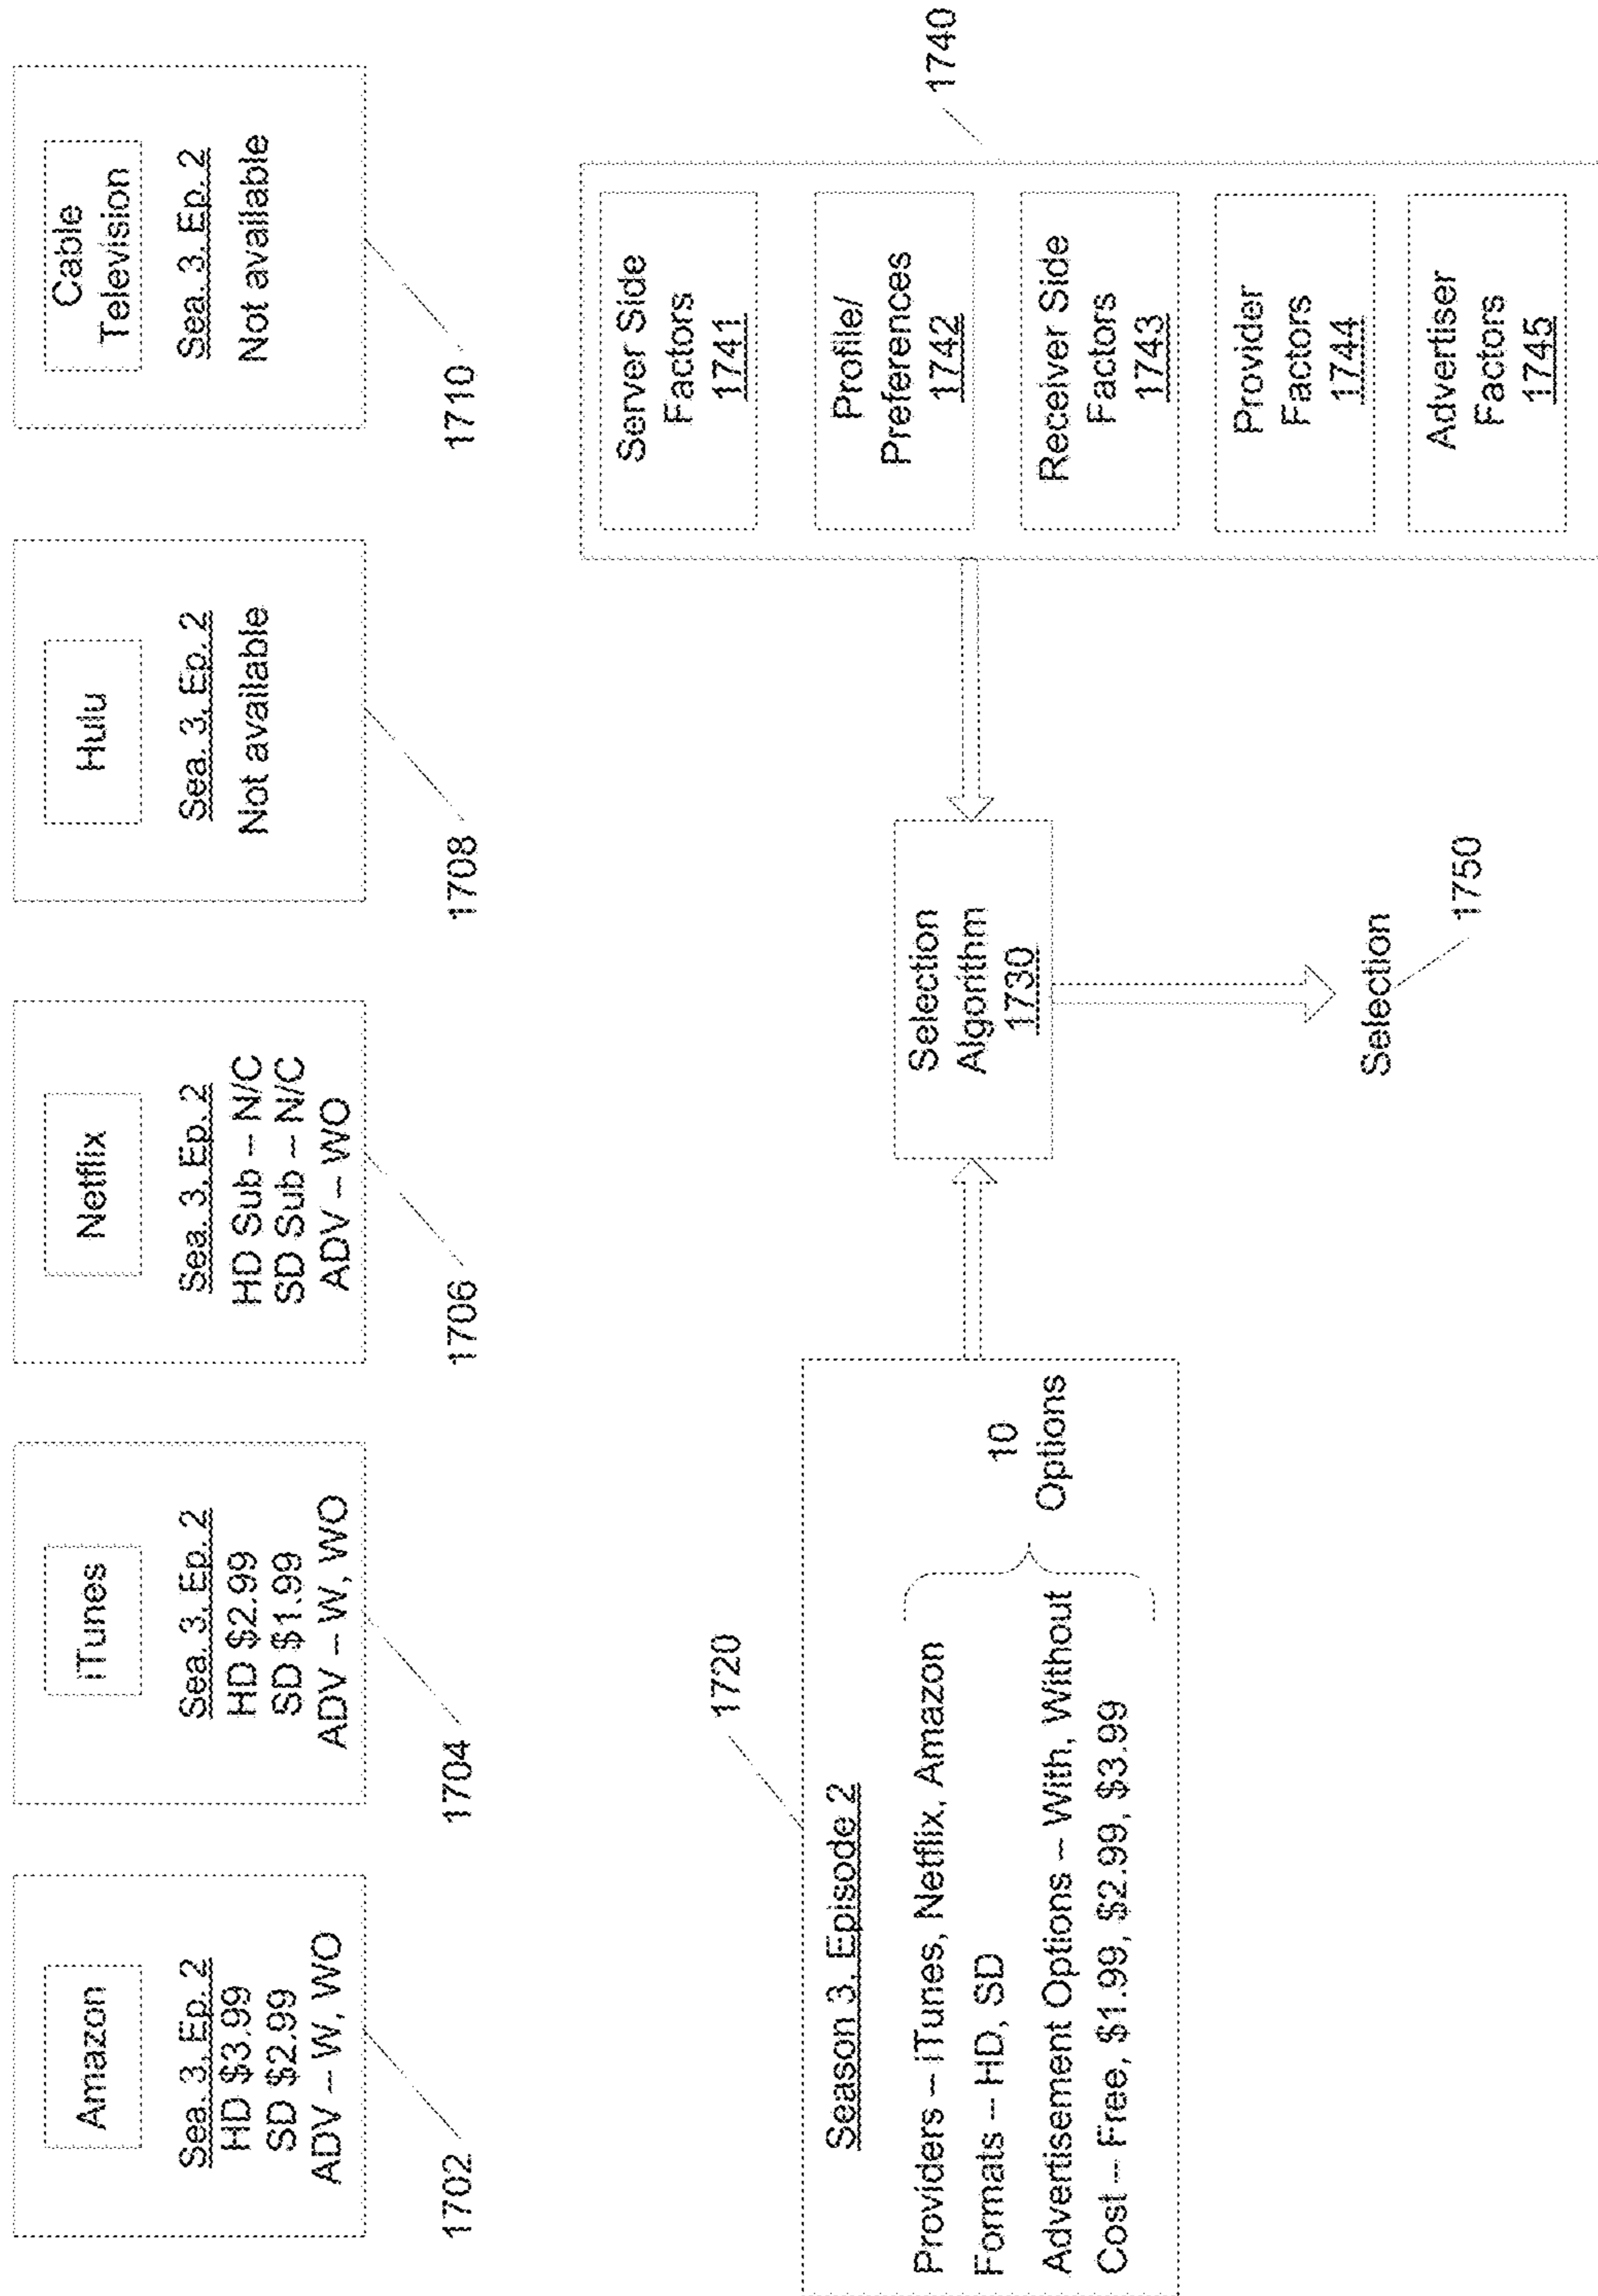 Amazon
Sea. 3, Ep. 2
HD $3.99
SD $2.99
ADV – W, WO
1702
iTunes
Sea. 3, Ep. 2
HD $2.99
SD $1.99
ADV – W, WO
1704
Netflix
Sea. 3, Ep. 2
HD Sub – N/C
SD Sub – N/C
ADV – WO
1706
Hulu
Sea. 3, Ep. 2
Not available
1708
Cable
Television
Sea. 3, Ep. 2
Not available
1710
1720
Season 3, Episode 2
Providers – iTunes, Netflix, Amazon
Formats – HD, SD
Advertisement Options – With, Without
Cost – Free, $1.99, $2.99, $3.99
10
Options
Selection
Algorithm
1730
Selection
1750
1740
Server Side
Factors
1741
Profile/
Preferences
1742
Receiver Side
Factors
1743
Provider
Factors
1744
Advertiser
Factors
1745